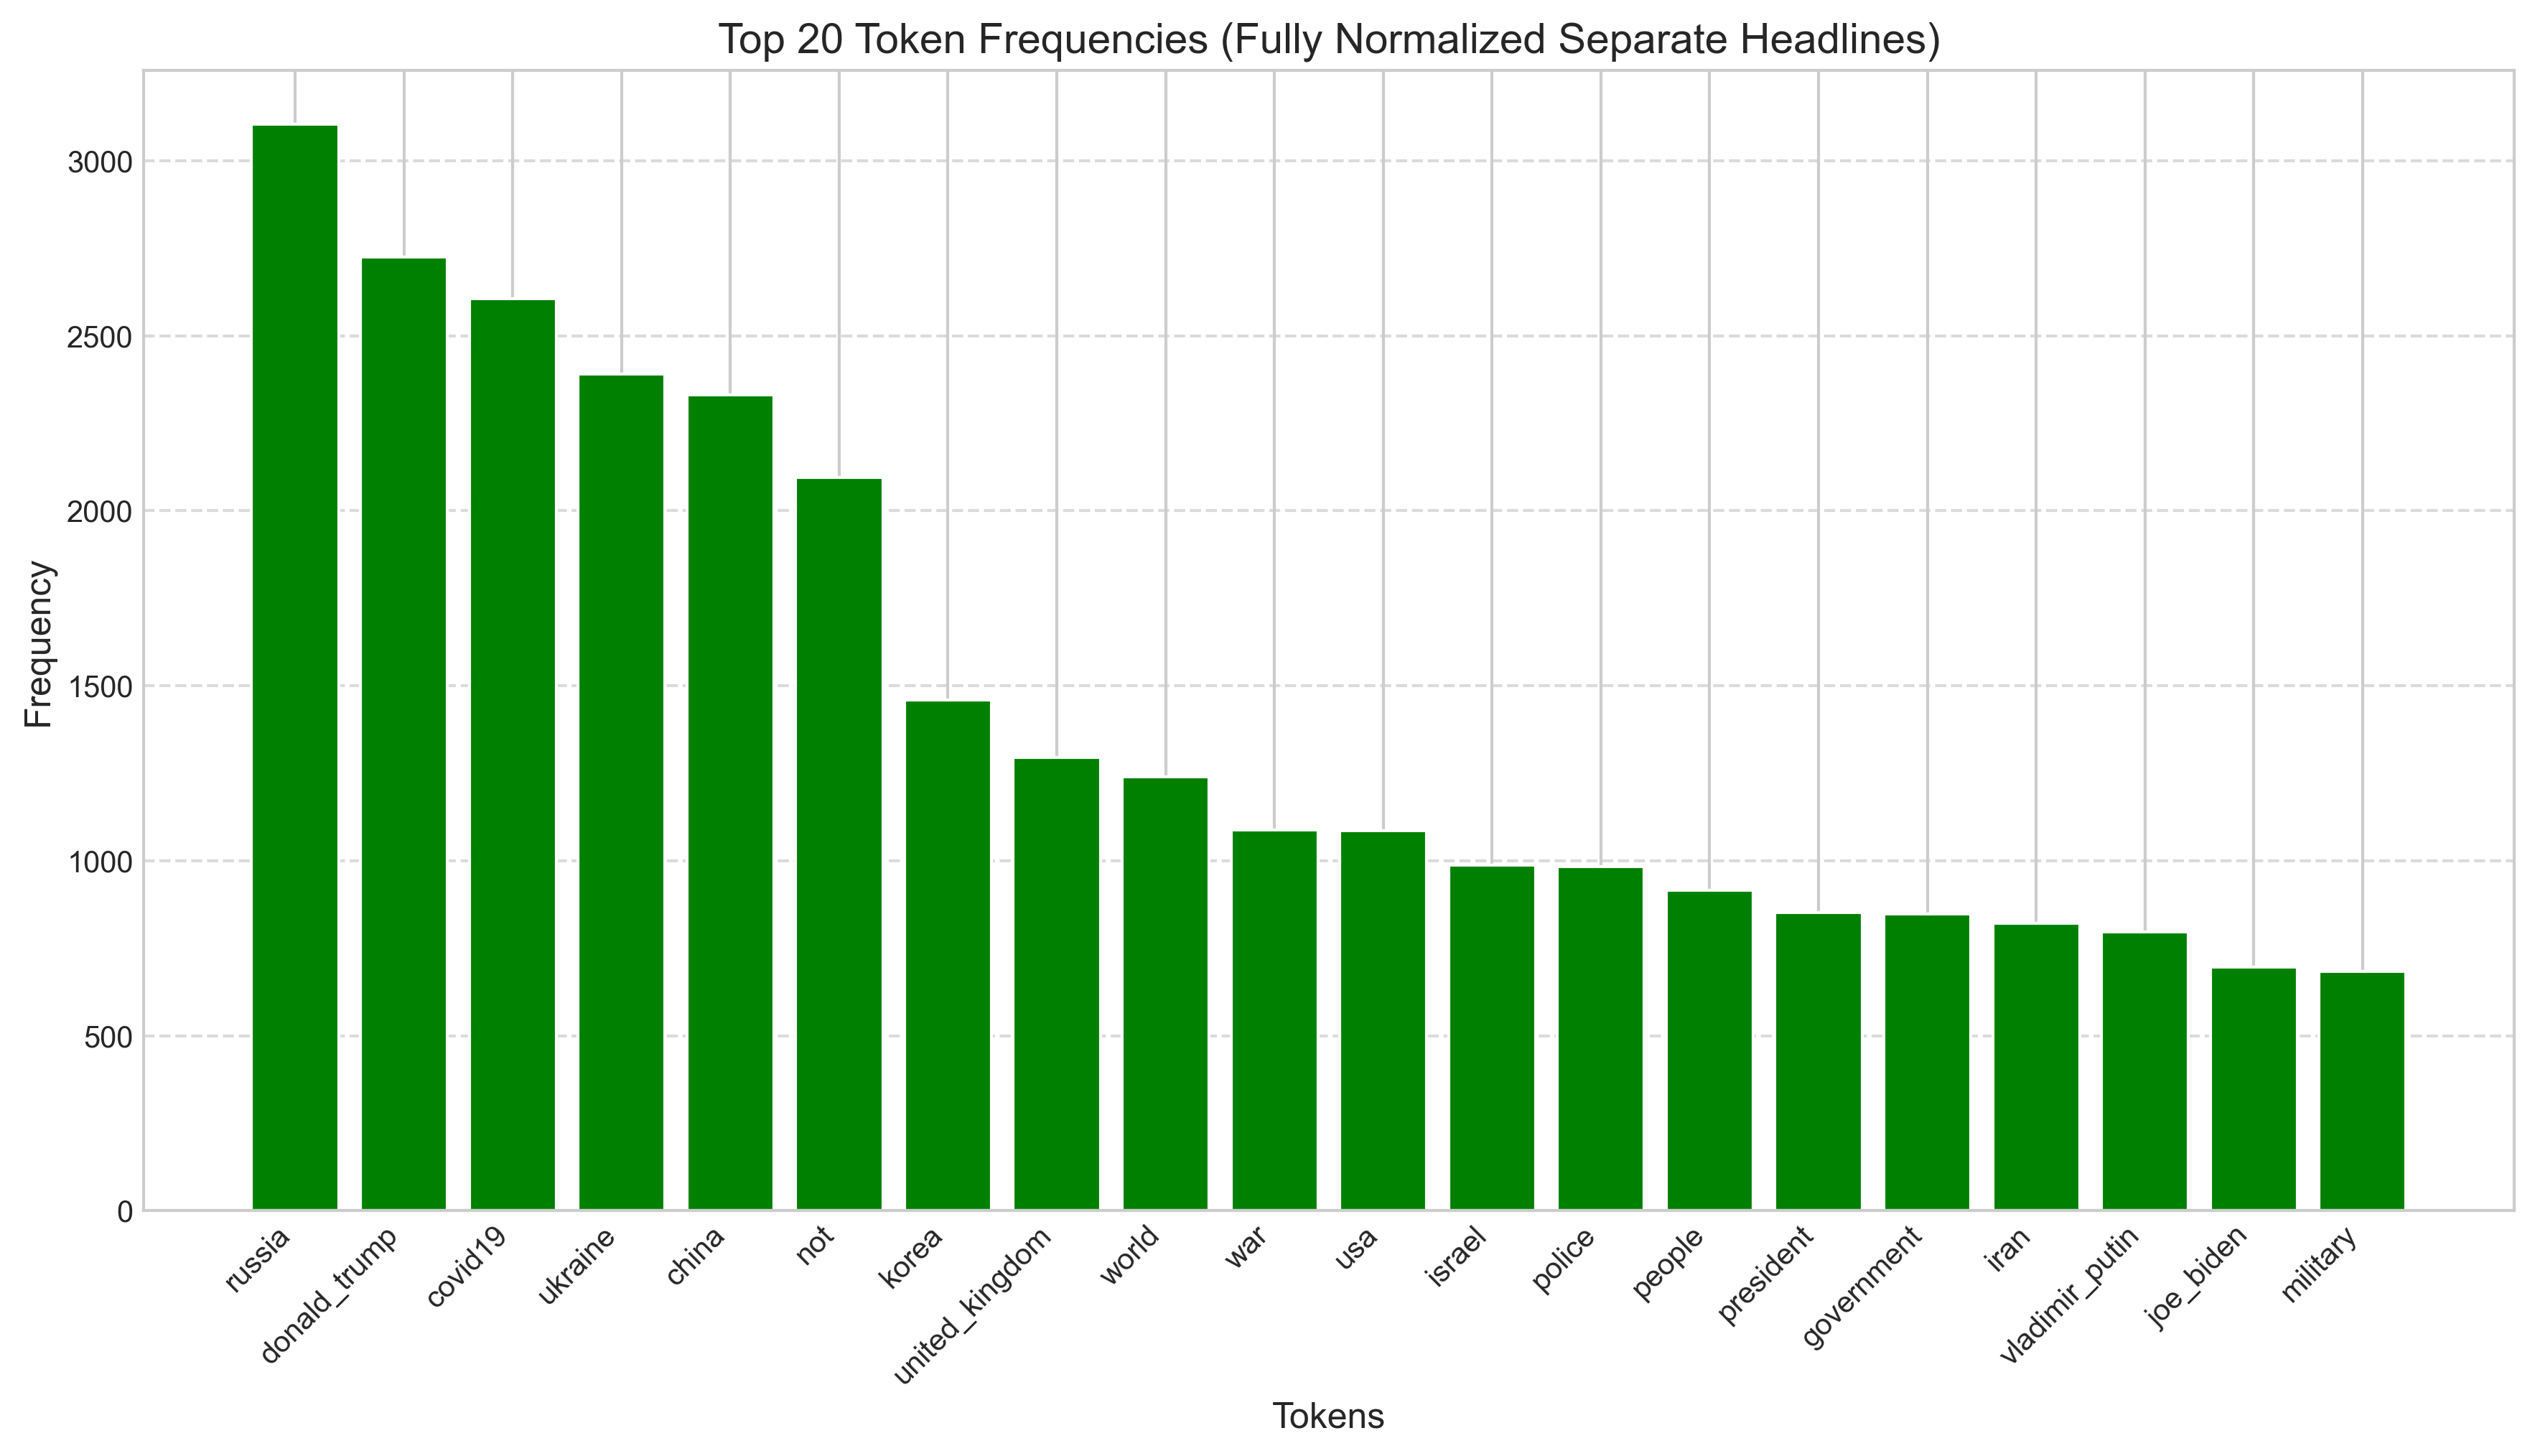 Top 20 Token Frequencies (Fully Normalized Separate Headlines)
Frequency
3000
2500
2000
1500
1000
500
0
russia
donald_trump
covid19
ukraine
china
not
korea
united_kingdom
world
war
usa
israel
police
people
president
government
iran
vladimir_putin
joe_biden
military
Tokens